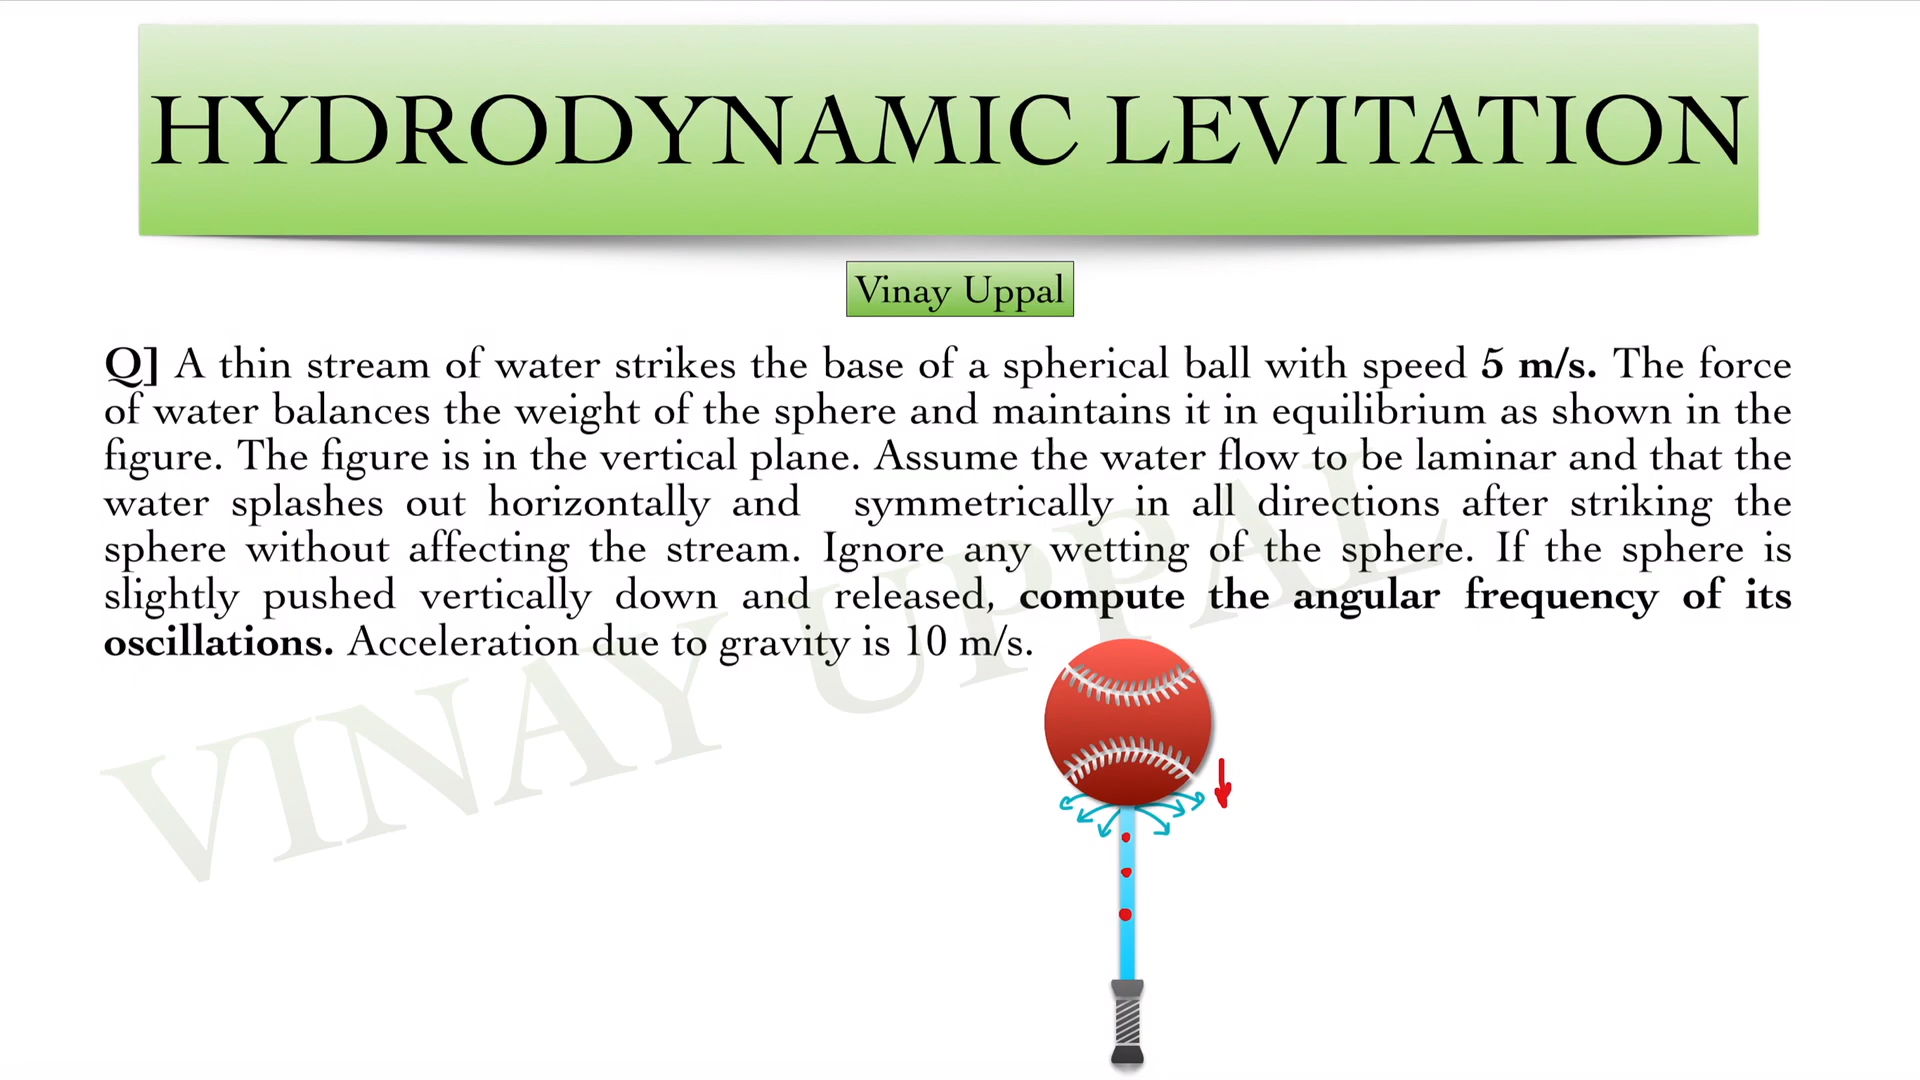 HYDRODYNAMIC LEVITATION
Vinay Uppal
Q] A thin stream of water strikes the base of a spherical ball with speed 5 m/s. The force
of water balances the weight of the sphere and maintains it in equilibrium as shown in the
figure. The figure is in the vertical plane. Assume the water flow to be laminar and that the
water splashes out horizontally and symmetrically in all directions after striking the
sphere without affecting the stream. Ignore any wetting of the sphere. If the sphere is
slightly pushed vertically down and released, compute the angular frequency of its
oscillations. Acceleration due to gravity is 10 m/s.
VINAY UPPAL